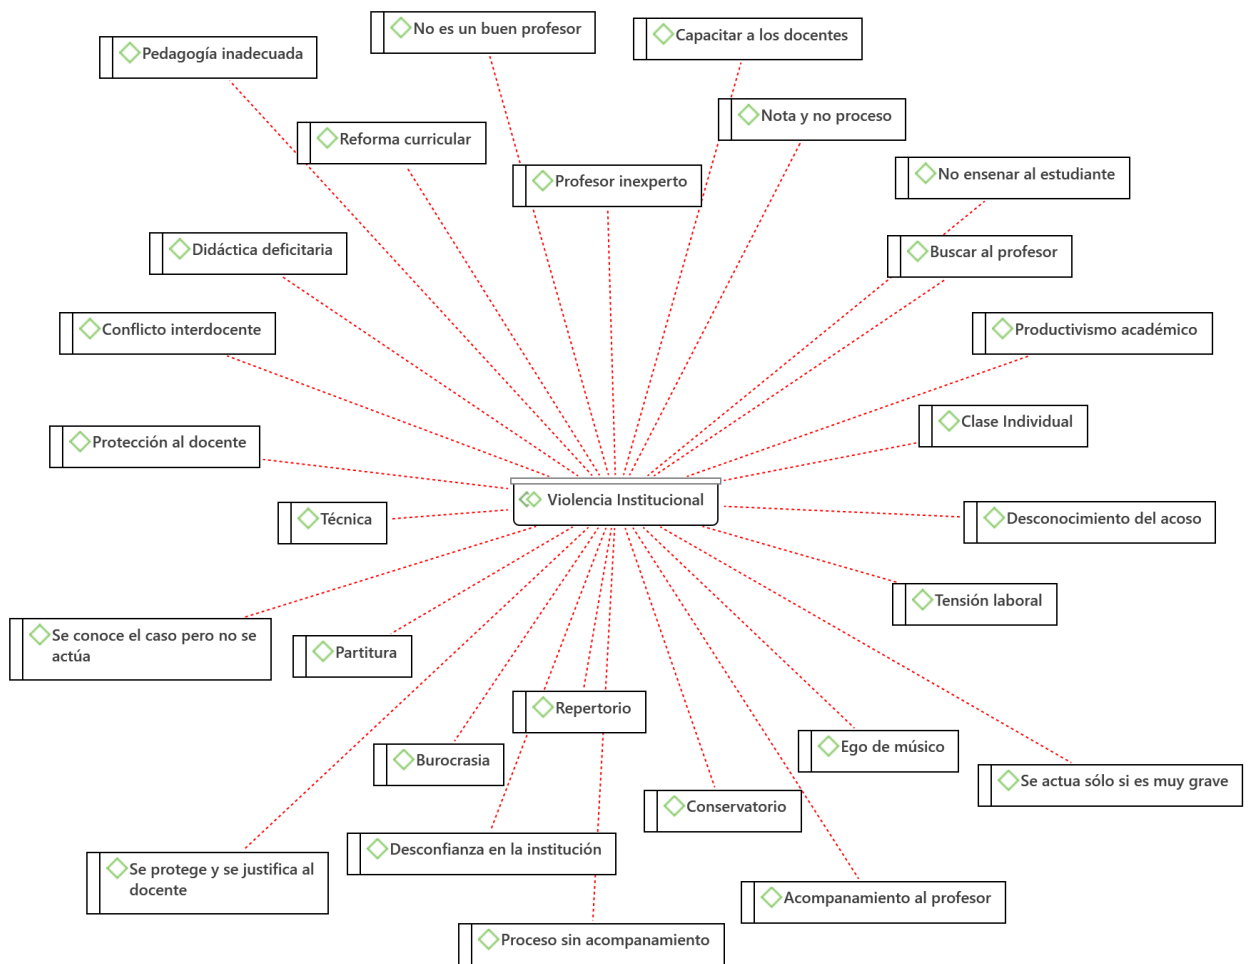 No es un buen profesor
Capacitar a los docentes
Pedagogía inadecuada
Nota y no proceso
Reforma curricular
No ensenar al estudiante
Profesor inexperto
Didáctica deficitaria
Buscar al profesor
Conflicto interdocente
Productivismo académico
Clase Individual
Protección al docente
Violencia Institucional
Técnica
Desconocimiento del acoso
Tensión laboral
Se conoce el caso pero no se
actúa
Partitura
Repertorio
Ego de músico
Burocrasia
Se actua sólo si es muy grave
Conservatorio
Desconfianza en la institución
Se protege y se justifica al
docente
Acompanamiento al profesor
Proceso sin acompanamiento